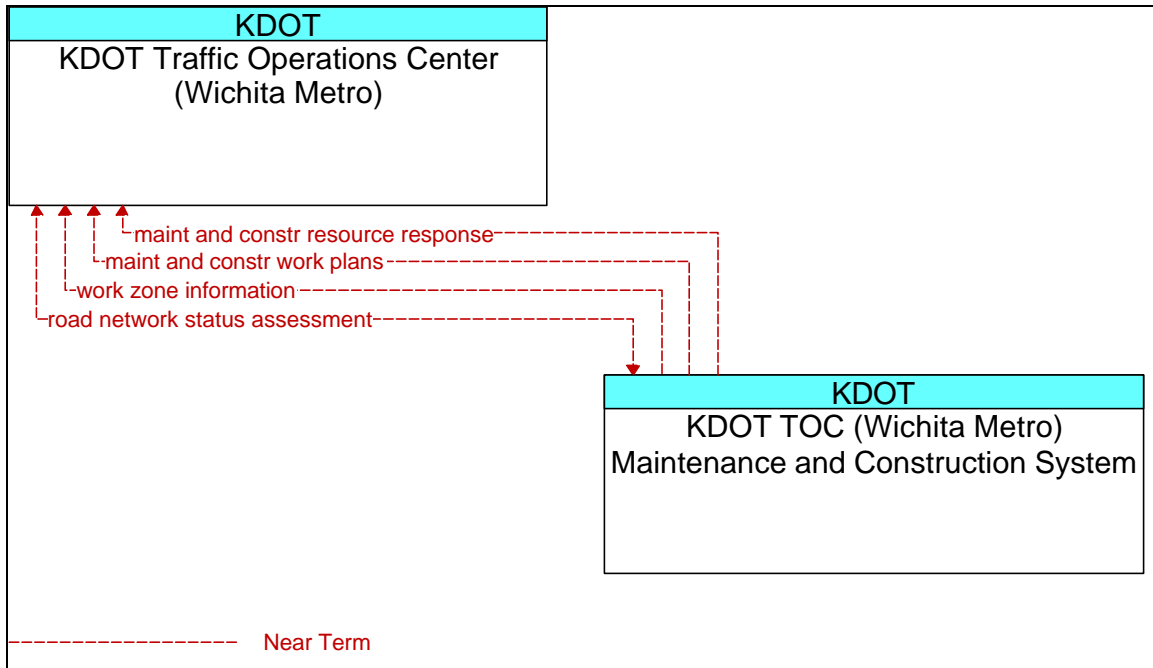 KDOT
KDOT Traffic Operations Center
(Wichita Metro)
maint and constr resource response
maint and constr work plans
work zone information
road network status assessment
KDOT
KDOT TOC (Wichita Metro)
Maintenance and Construction System
Near Term